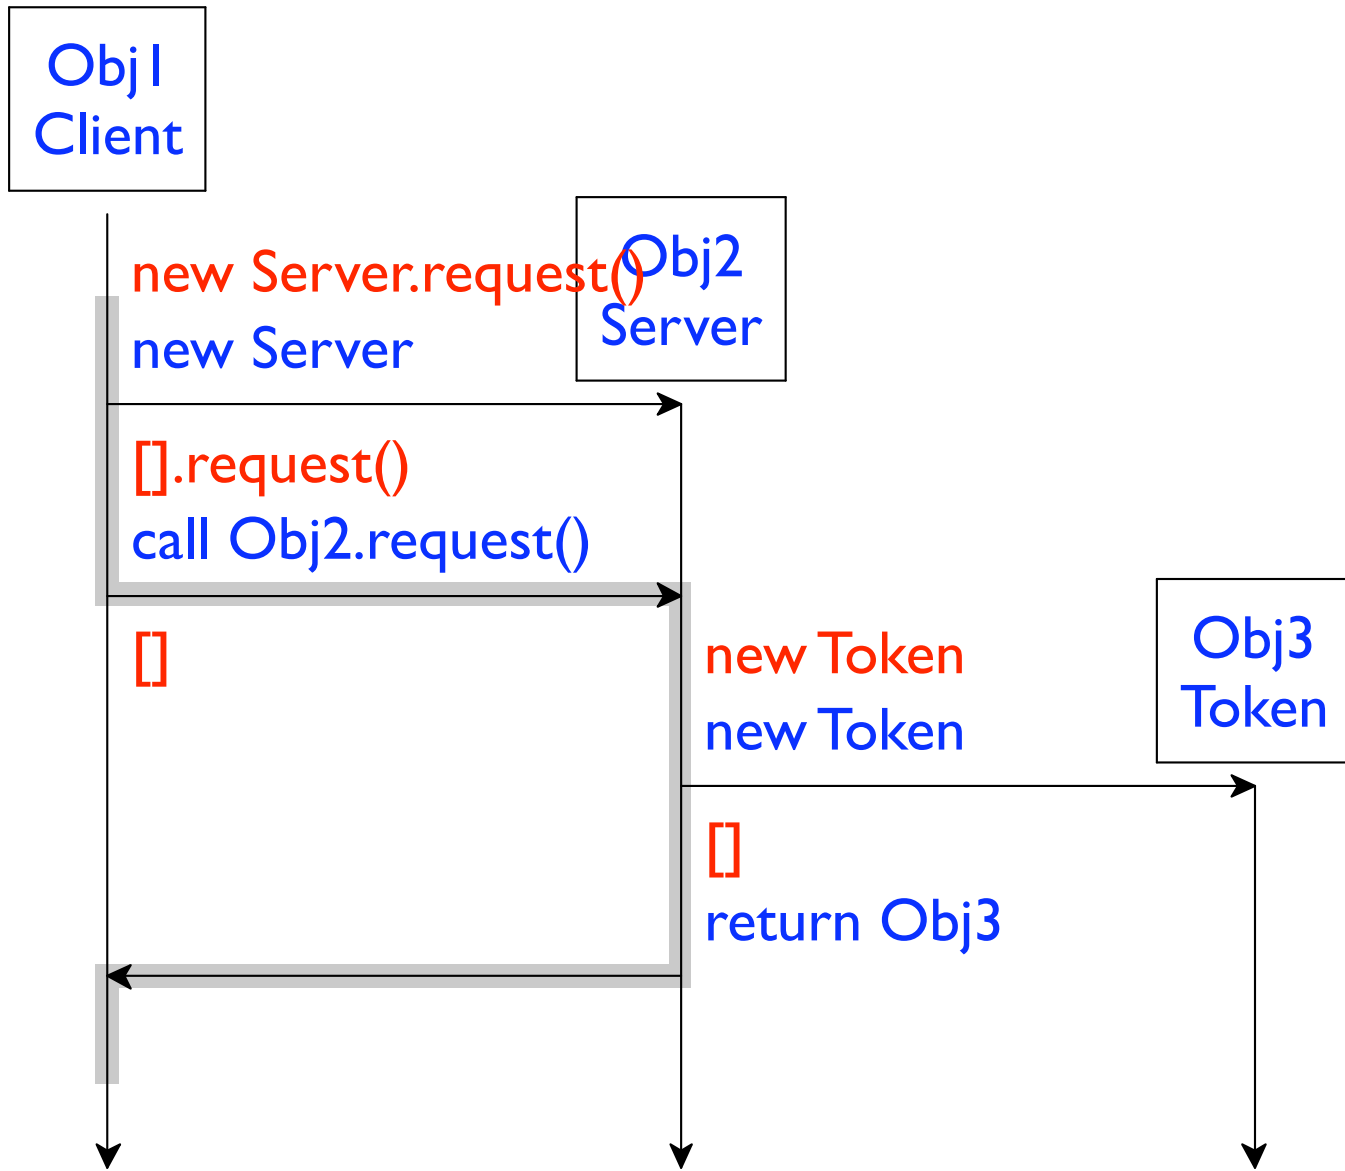 Obj1
Client
new Server.request()
Obj2
Server
new Server
[].request()
call Obj2.request()
[]
new Token
new Token
Obj3
Token
[]
return Obj3